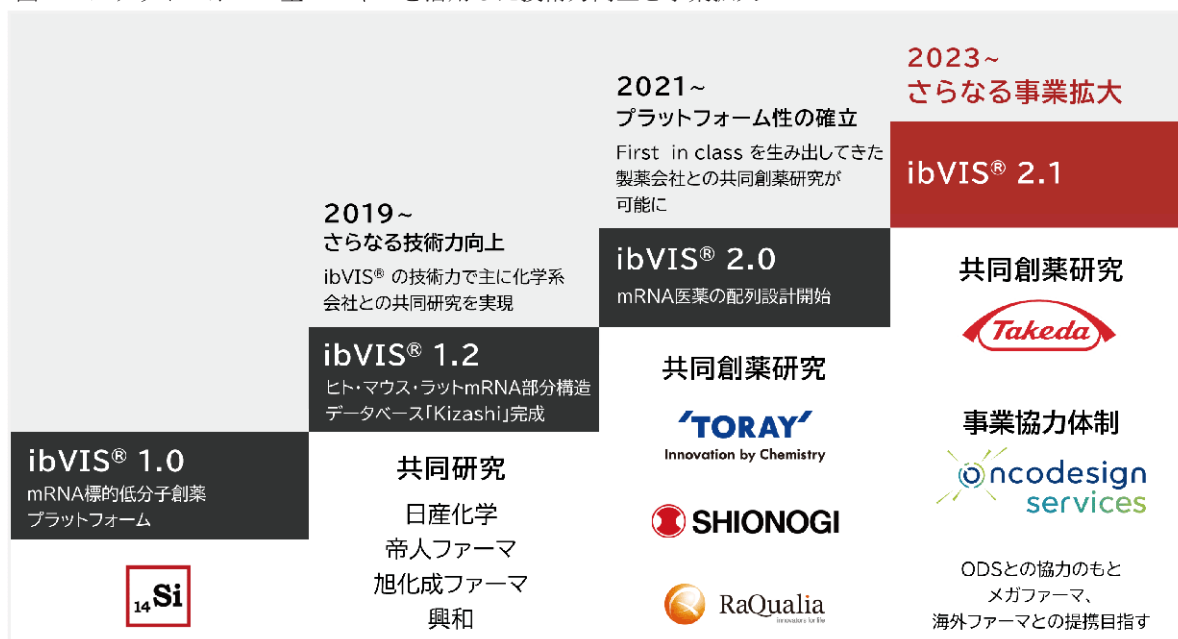 ibVIS® 1.0
mRNA標的低分子創薬
プラットフォーム
14Si
2019~
さらなる技術力向上
ibVIS® の技術力で主に化学系
会社との共同研究を実現
ibVIS® 1.2
ヒト・マウス・ラットmRNA部分構造
データベース「Kizashi」完成
共同研究
日産化学
帝人ファーマ
旭化成ファーマ
興和
2021~
プラットフォーム性の確立
First in class を生み出してきた
製薬会社との共同創薬研究が
可能に
ibVIS® 2.0
mRNA医薬の配列設計開始
共同創薬研究
'TORAY'
Innovation by Chemistry
SHIONOGI
RaQualia
innovators for life
2023~
さらなる事業拡大
ibVIS® 2.1
共同創薬研究
Takeda
事業協力体制
oncodesign
services
ODSとの協力のもと
メガファーマ、
海外ファーマとの提携目指す